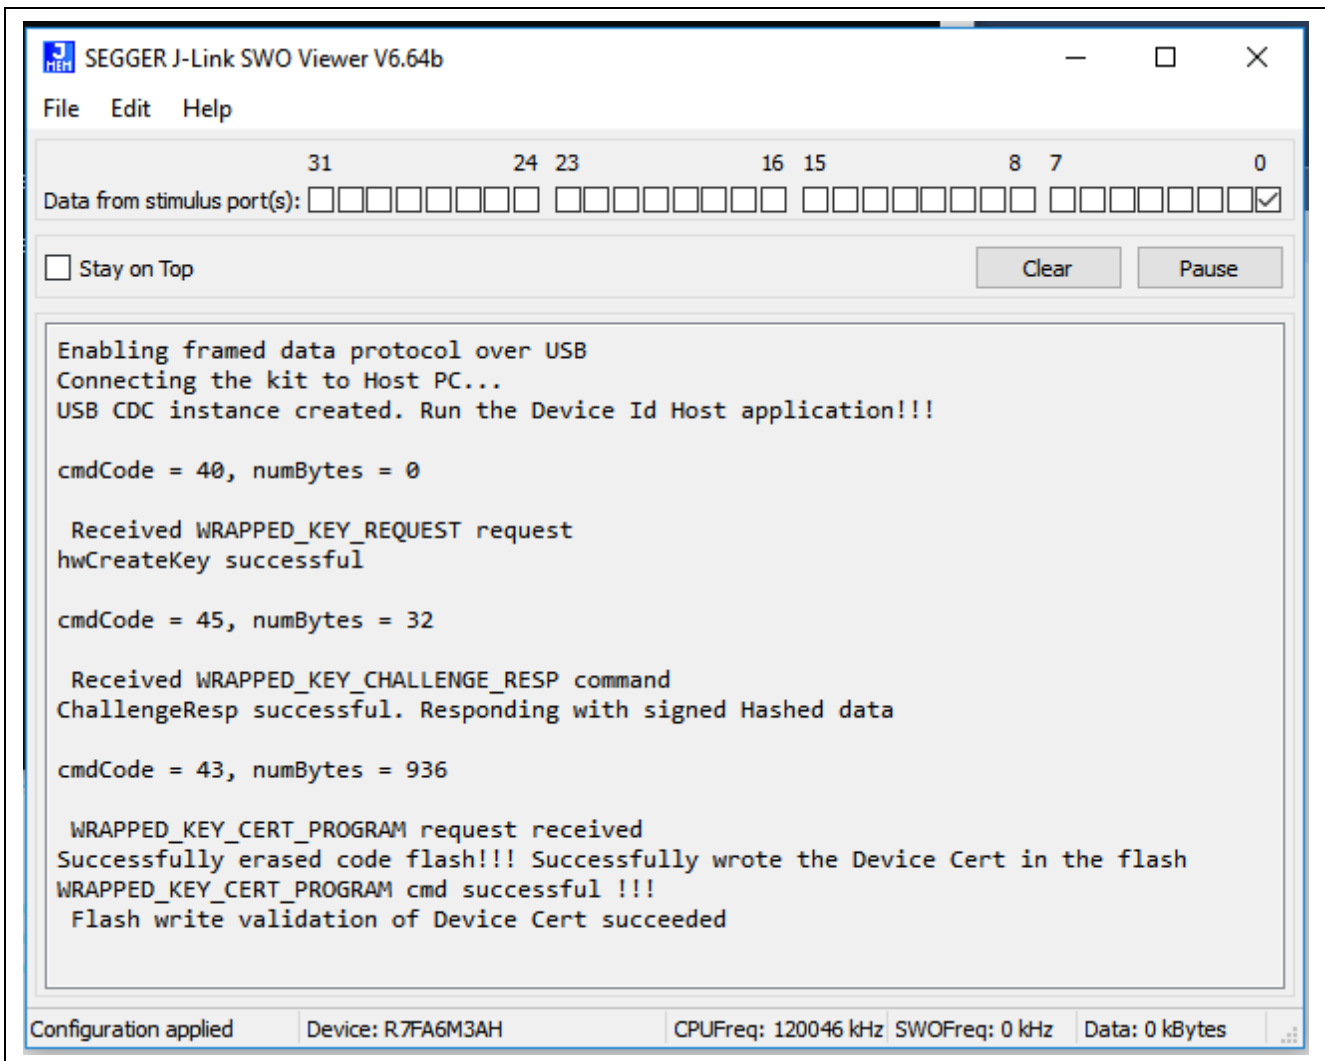 SEGGER J-Link SWO Viewer V6.64b
File Edit Help
31 24 23 16 15 8 7 0
Data from stimulus port(s):
Stay on Top Clear Pause
Enabling framed data protocol over USB
Connecting the kit to Host PC...
USB CDC instance created. Run the Device Id Host application!!!
cmdCode = 40, numBytes = 0
Received WRAPPED_KEY_REQUEST request
hwCreateKey successful
cmdCode = 45, numBytes = 32
Received WRAPPED_KEY_CHALLENGE_RESP command
ChallengeResp successful. Responding with signed Hashed data
cmdCode = 43, numBytes = 936
WRAPPED_KEY_CERT_PROGRAM request received
Successfully erased code flash!!! Successfully wrote the Device Cert in the flash
WRAPPED_KEY_CERT_PROGRAM cmd successful !!!
Flash write validation of Device Cert succeeded
Configuration applied Device: R7FA6M3AH CPUFreq: 120046 kHz SWOFreq: 0 kHz Data: 0 kBytes